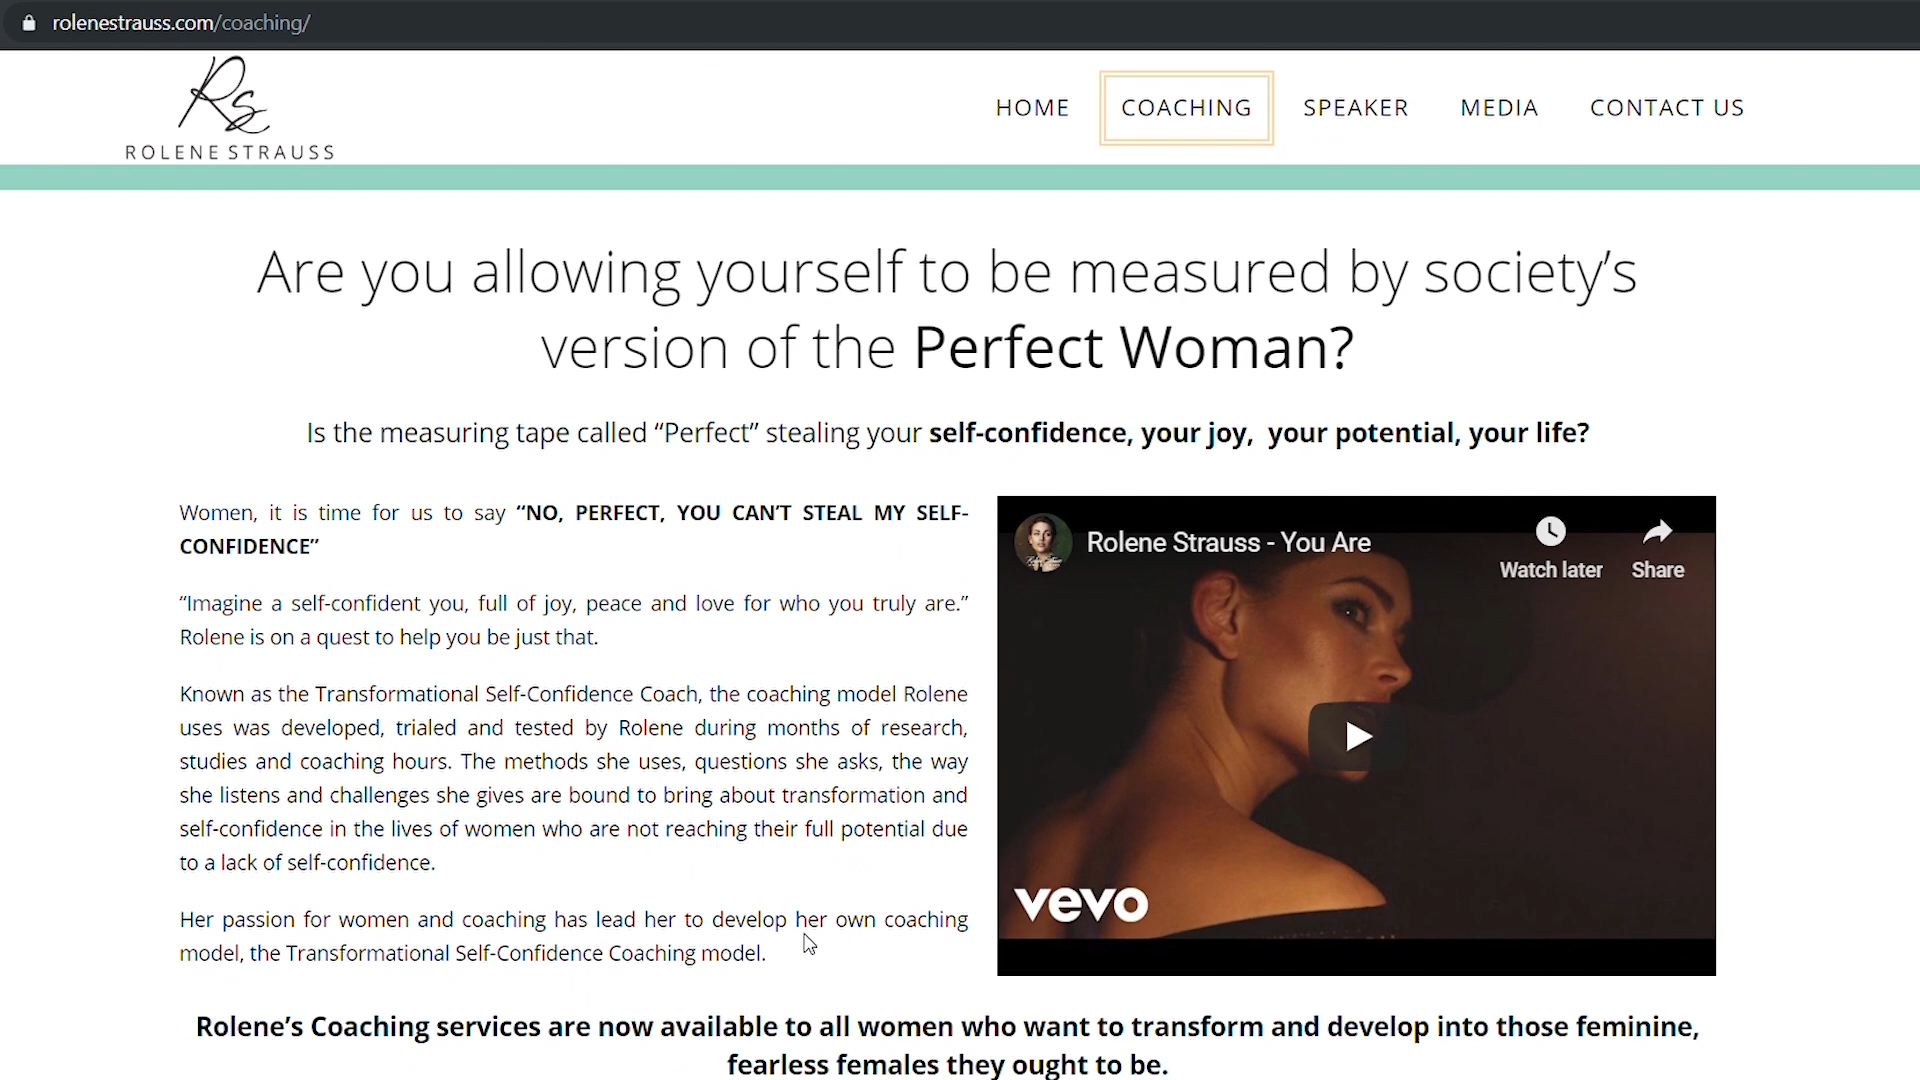 rolenestrauss.com/coaching/
Rs
ROLENE STRAUSS
HOME
COACHING
SPEAKER
MEDIA
CONTACT US
Are you allowing yourself to be measured by society’s
version of the Perfect Woman?
Is the measuring tape called “Perfect” stealing your self-confidence, your joy, your potential, your life?
Women, it is time for us to say “NO, PERFECT, YOU CAN’T STEAL MY SELF-
CONFIDENCE”
“Imagine a self-confident you, full of joy, peace and love for who you truly are.”
Rolene is on a quest to help you be just that.
Known as the Transformational Self-Confidence Coach, the coaching model Rolene
uses was developed, trialed and tested by Rolene during months of research,
studies and coaching hours. The methods she uses, questions she asks, the way
she listens and challenges she gives are bound to bring about transformation and
self-confidence in the lives of women who are not reaching their full potential due
to a lack of self-confidence.
Her passion for women and coaching has lead her to develop her own coaching
model, the Transformational Self-Confidence Coaching model.
Rolene Strauss - You Are
Watch later
Share
vevo
Rolene’s Coaching services are now available to all women who want to transform and develop into those feminine,
fearless females they ought to be.